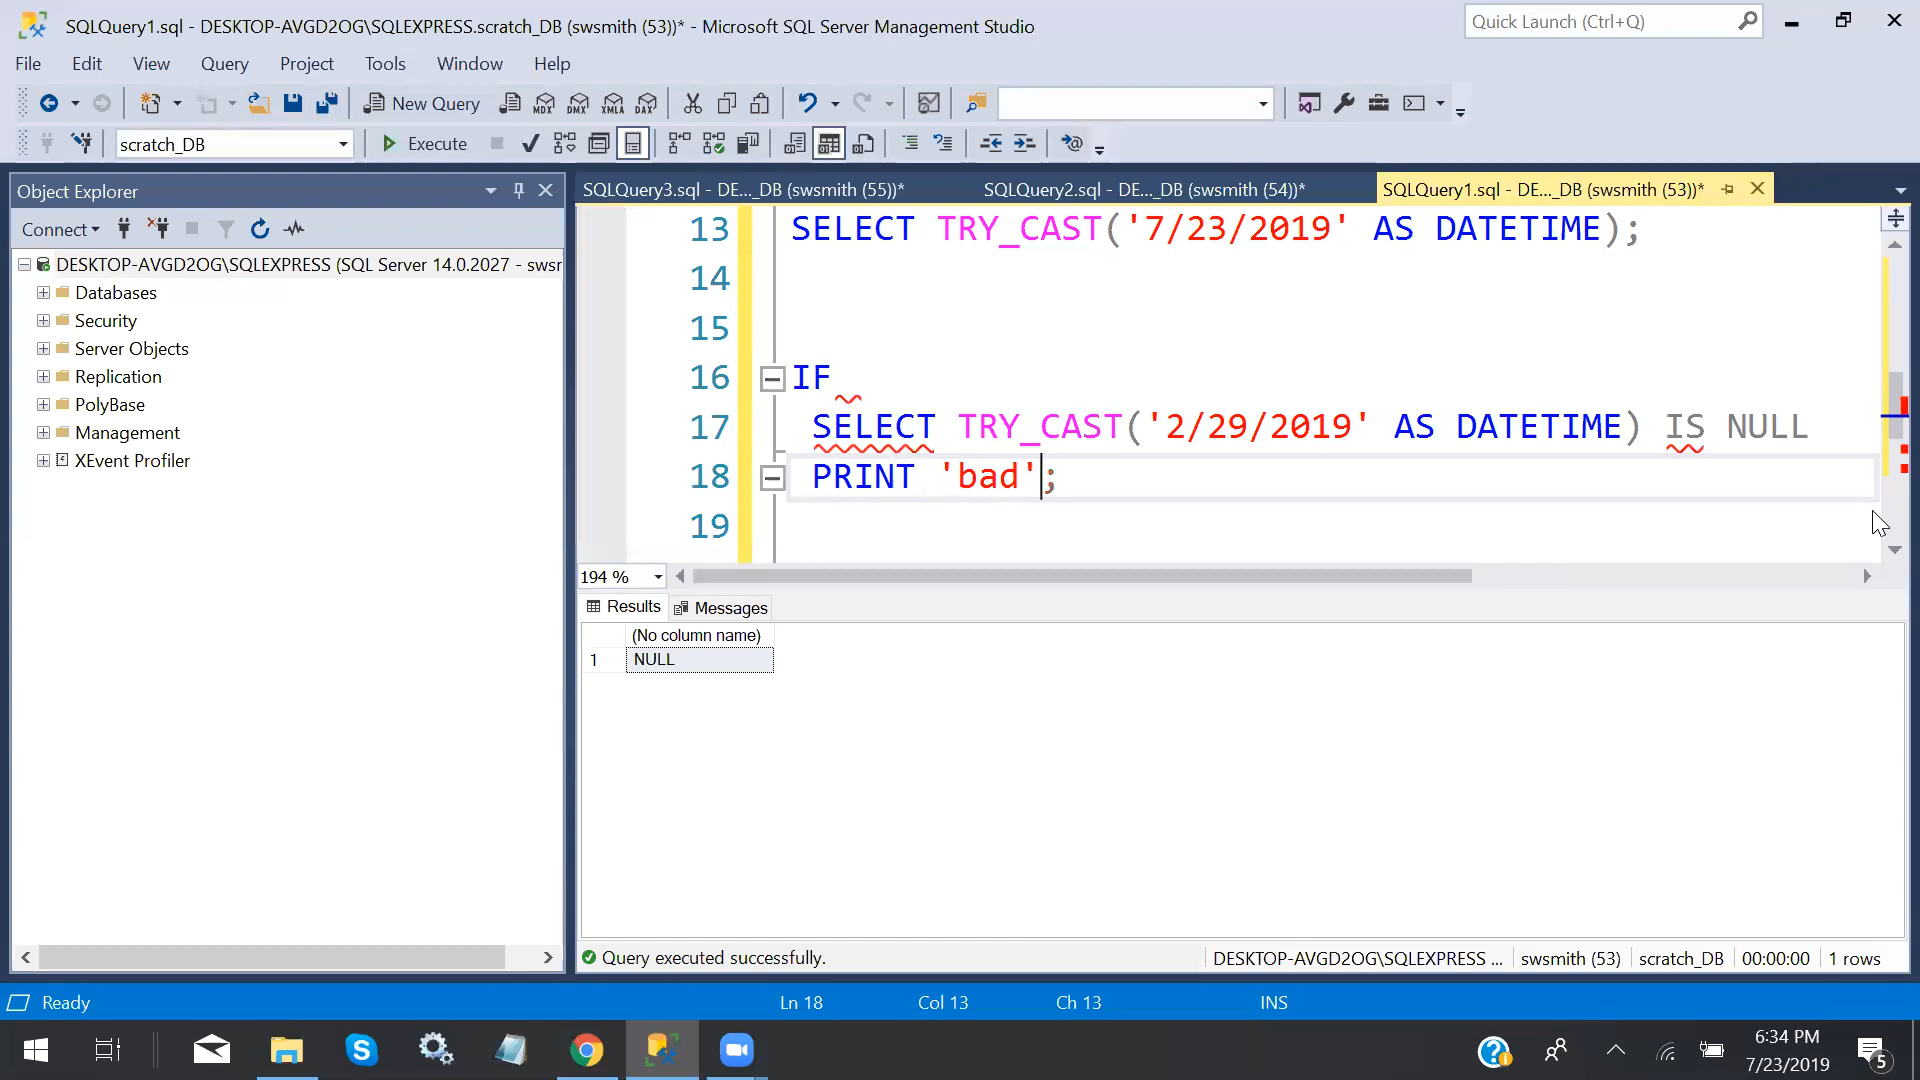 SQLQuery1.sql - DESKTOP-AVGD2OG\SQLEXPRESS.scratch_DB (swsmith (53))* - Microsoft SQL Server Management Studio
Quick Launch (Ctrl+Q)
File Edit View Query Project Tools Window Help
New Query MDX DMX XMLA DAX
scratch_DB Execute
Object Explorer
Connect
DESKTOP-AVGD2OG\SQLEXPRESS (SQL Server 14.0.2027 - swsr
Databases
Security
Server Objects
Replication
PolyBase
Management
XEvent Profiler
SQLQuery3.sql - DE..._DB (swsmith (55))* SQLQuery2.sql - DE..._DB (swsmith (54))* SQLQuery1.sql - DE..._DB (swsmith (53))*
13 SELECT TRY_CAST('7/23/2019' AS DATETIME);
14
15
16 IF
17 SELECT TRY_CAST('2/29/2019' AS DATETIME) IS NULL
18 PRINT 'bad';
19
194 %
Results Messages
(No column name)
1 NULL
Query executed successfully. DESKTOP-AVGD2OG\SQLEXPRESS ... swsmith (53) scratch_DB 00:00:00 1 rows
Ready Ln 18 Col 13 Ch 13 INS
6:34 PM
7/23/2019
5